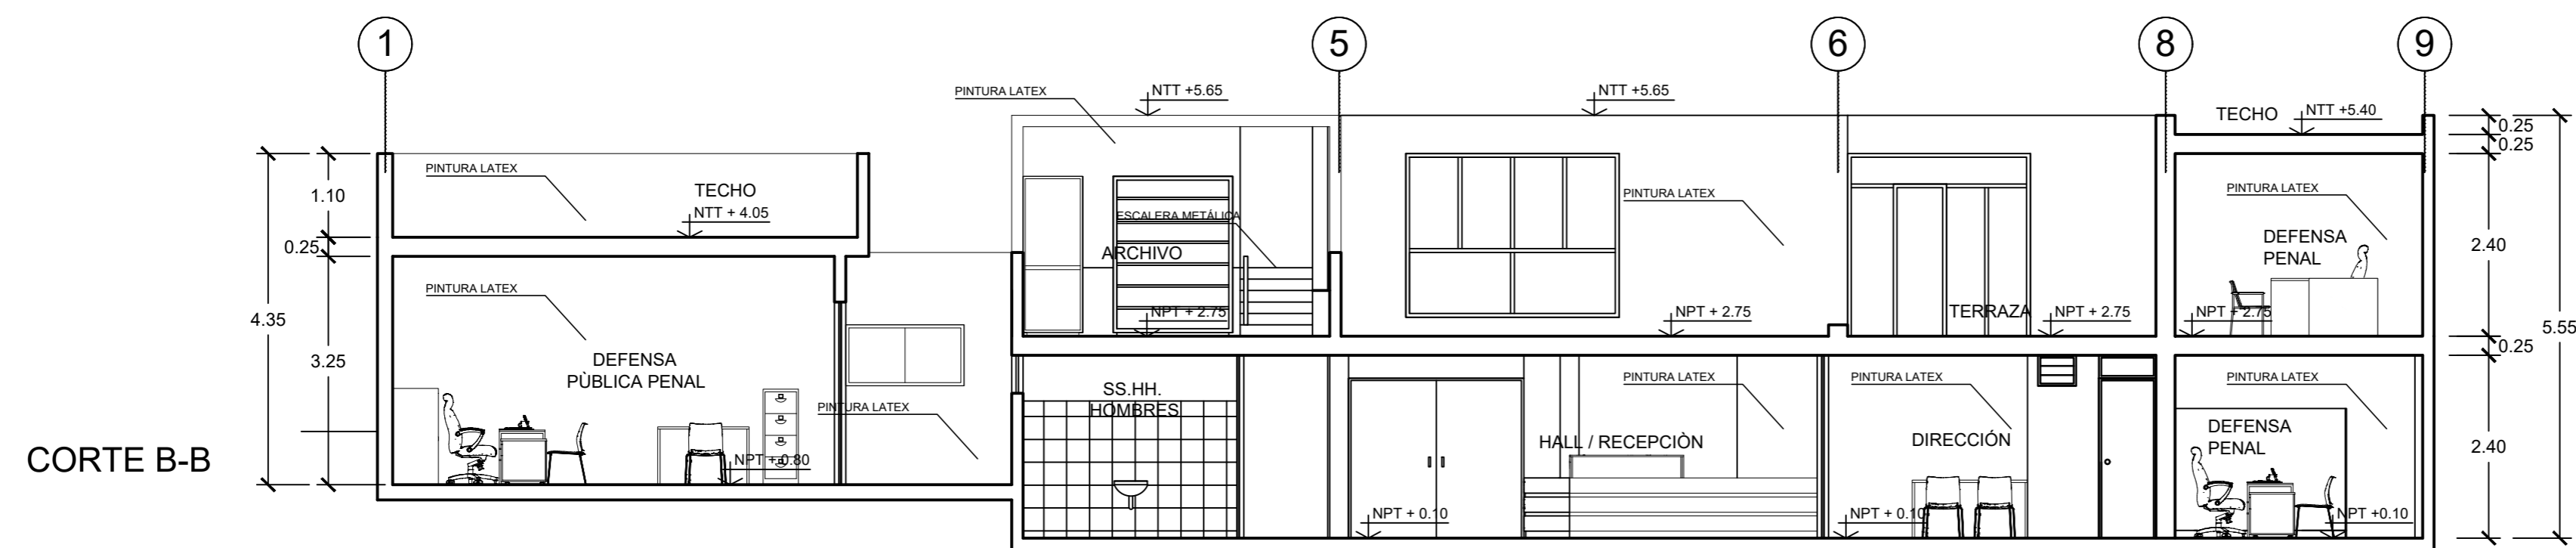 1
5
6
8
9
PINTURA LATEX
NTT +5.65
NTT +5.65
TECHO
NTT +5.40
0.25
0.25
PINTURA LATEX
TECHO
1.10
NTT + 4.05
ESCALERA METÁLICA
PINTURA LATEX
PINTURA LATEX
0.25
ARCHIVO
DEFENSA
PENAL
2.40
PINTURA LATEX
4.35
NPT + 2.75
NPT + 2.75
TERRAZA
NPT + 2.75
NPT + 2.75
5.55
0.25
3.25
DEFENSA
PÙBLICA PENAL
SS.HH.
HOMBRES
PINTURA LATEX
PINTURA LATEX
PINTURA LATEX
PINTURA LATEX
CORTE B-B
NPT + 0.80
HALL / RECEPCIÒN
DIRECCIÓN
DEFENSA
PENAL
2.40
NPT + 0.10
NPT + 0.10
NPT +0.10